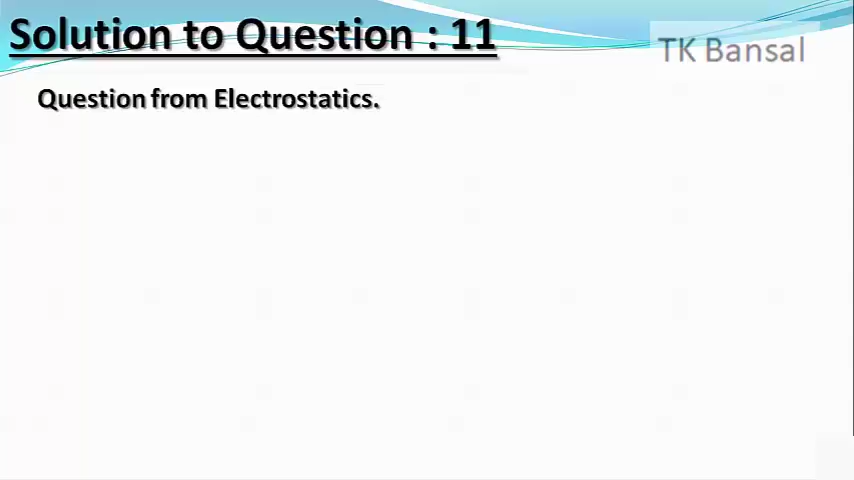 Solution to Question : 11
TK Bansal
Question from Electrostatics.